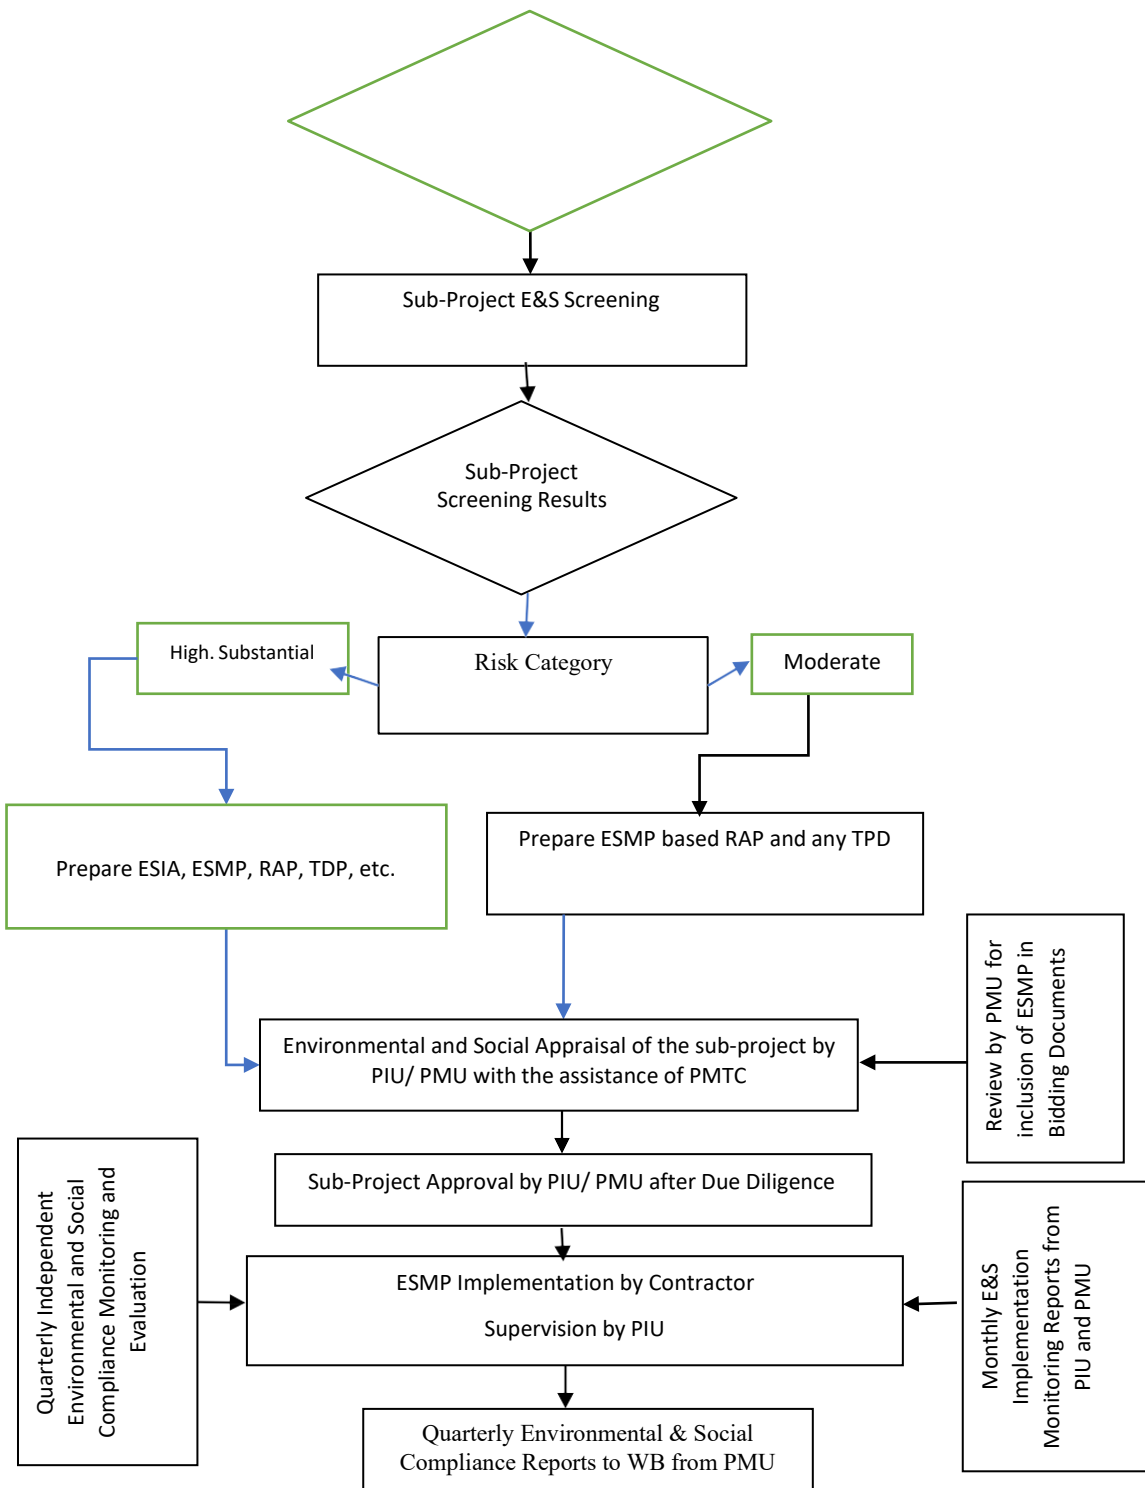 Sub-Project E&S Screening
Sub-Project
Screening Results
High. Substantial
Risk Category
Moderate
Prepare ESIA, ESMP, RAP, TDP, etc.
Prepare ESMP based RAP and any TPD
Review by PMU for
inclusion of ESMP in
Bidding Documents
Environmental and Social Appraisal of the sub-project by
PIU/ PMU with the assistance of PMTC
Sub-Project Approval by PIU/ PMU after Due Diligence
Quarterly Independent
Environmental and Social
Compliance Monitoring and
Evaluation
ESMP Implementation by Contractor
Supervision by PIU
Monthly E&S
Implementation
Monitoring Reports from
PIU and PMU
Quarterly Environmental & Social
Compliance Reports to WB from PMU